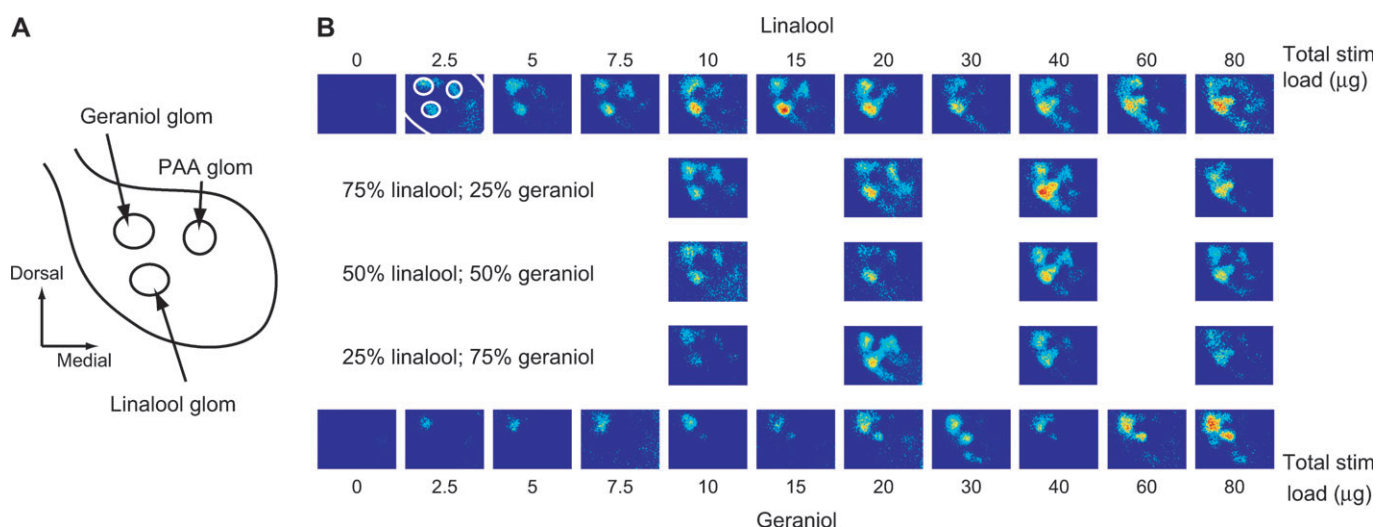 A
Geraniol glom
PAA glom
Dorsal
Medial
Linalool glom
B
Linalool
0 2.5 5 7.5 10 15 20 30 40 60 80
Total stim
load (µg)
75% linalool; 25% geraniol
50% linalool; 50% geraniol
25% linalool; 75% geraniol
0 2.5 5 7.5 10 15 20 30 40 60 80
Total stim
load (µg)
Geraniol